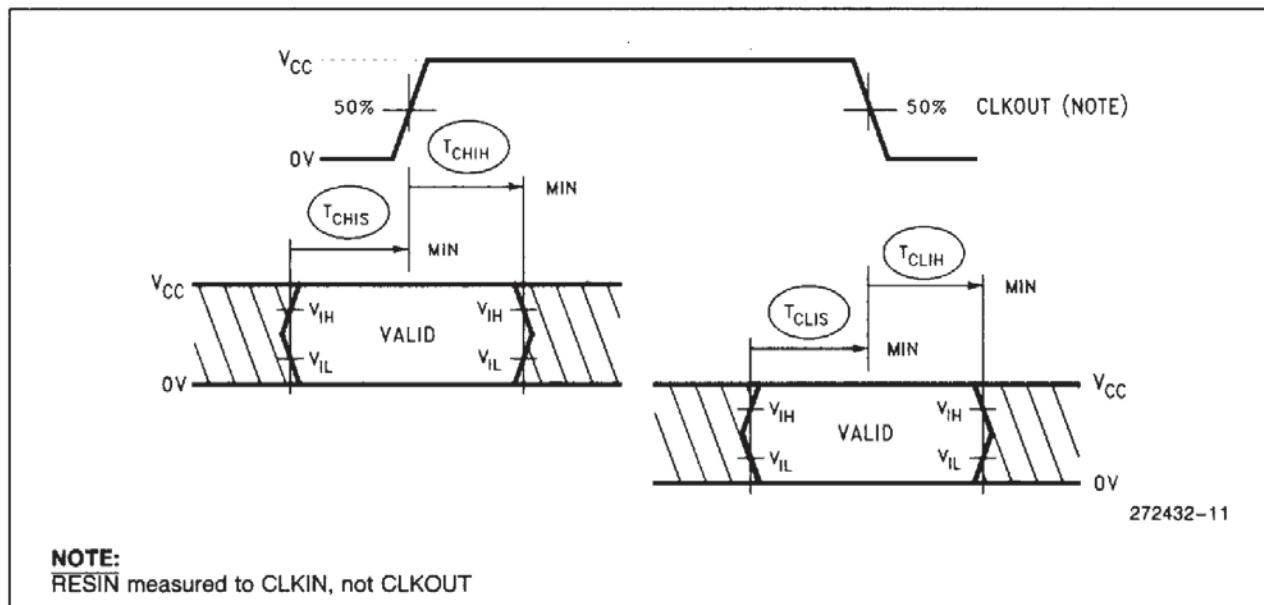 VCC
50%
50% CLKOUT (NOTE)
0V
TCHIH
MIN
TCHIS
MIN
TCLIH
MIN
VCC
TCLIS
MIN
VIH
VIH
VALID
VIL
VIL
0V
VCC
VIH
VIH
VALID
VIL
VIL
0V
272432-11
NOTE:
RESIN measured to CLKIN, not CLKOUT